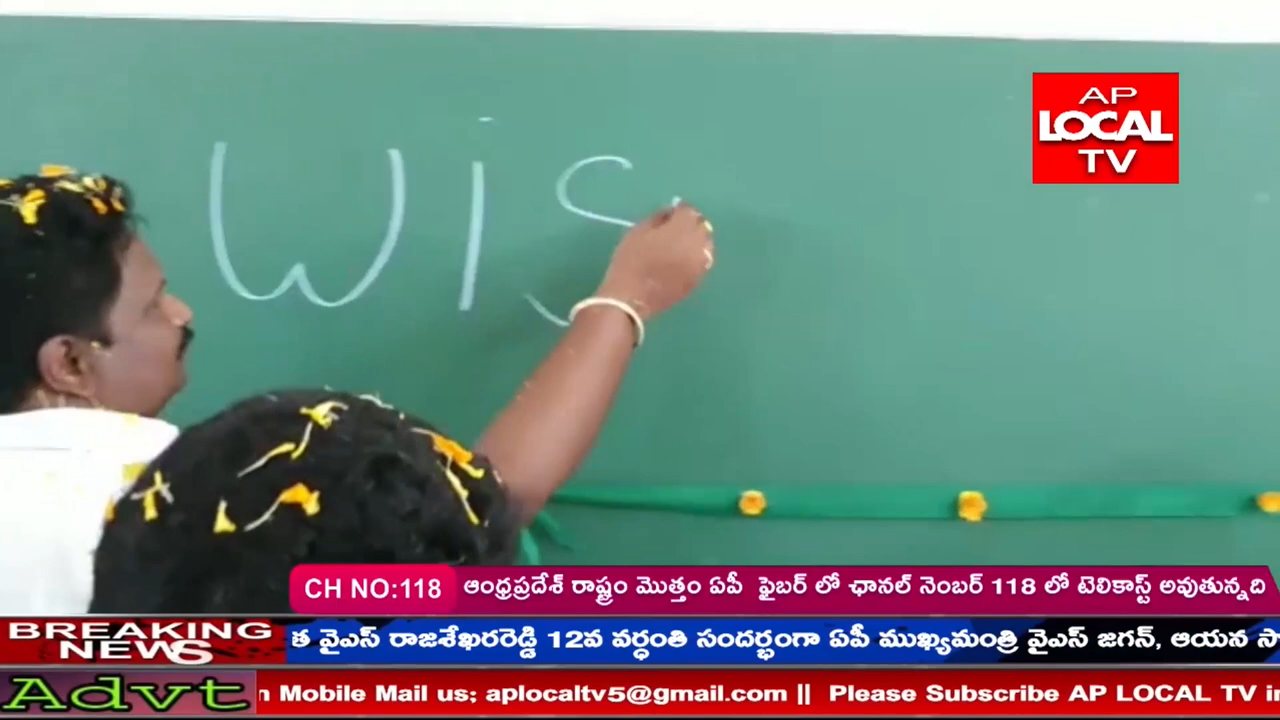 wis
AP
LOCAL
TV
CH NO:118 ఆంధ్రప్రదేశ్ రాష్ట్రం మొత్తం ఏపీ ఫైబర్ లో ఛానల్ నెంబర్ 118 లో టెలికాస్ట్ అవుతున్నది
BREAKING
NEWS
వైఎస్ రాజశేఖరరెడ్డి 12వ వర్ధంతి సందర్భంగా ఏపీ ముఖ్యమంత్రి వైఎస్ జగన్, ఆయన
Advt
Mobile Mail us; aplocaltv5@gmail.com || Please Subscribe AP LOCAL TV